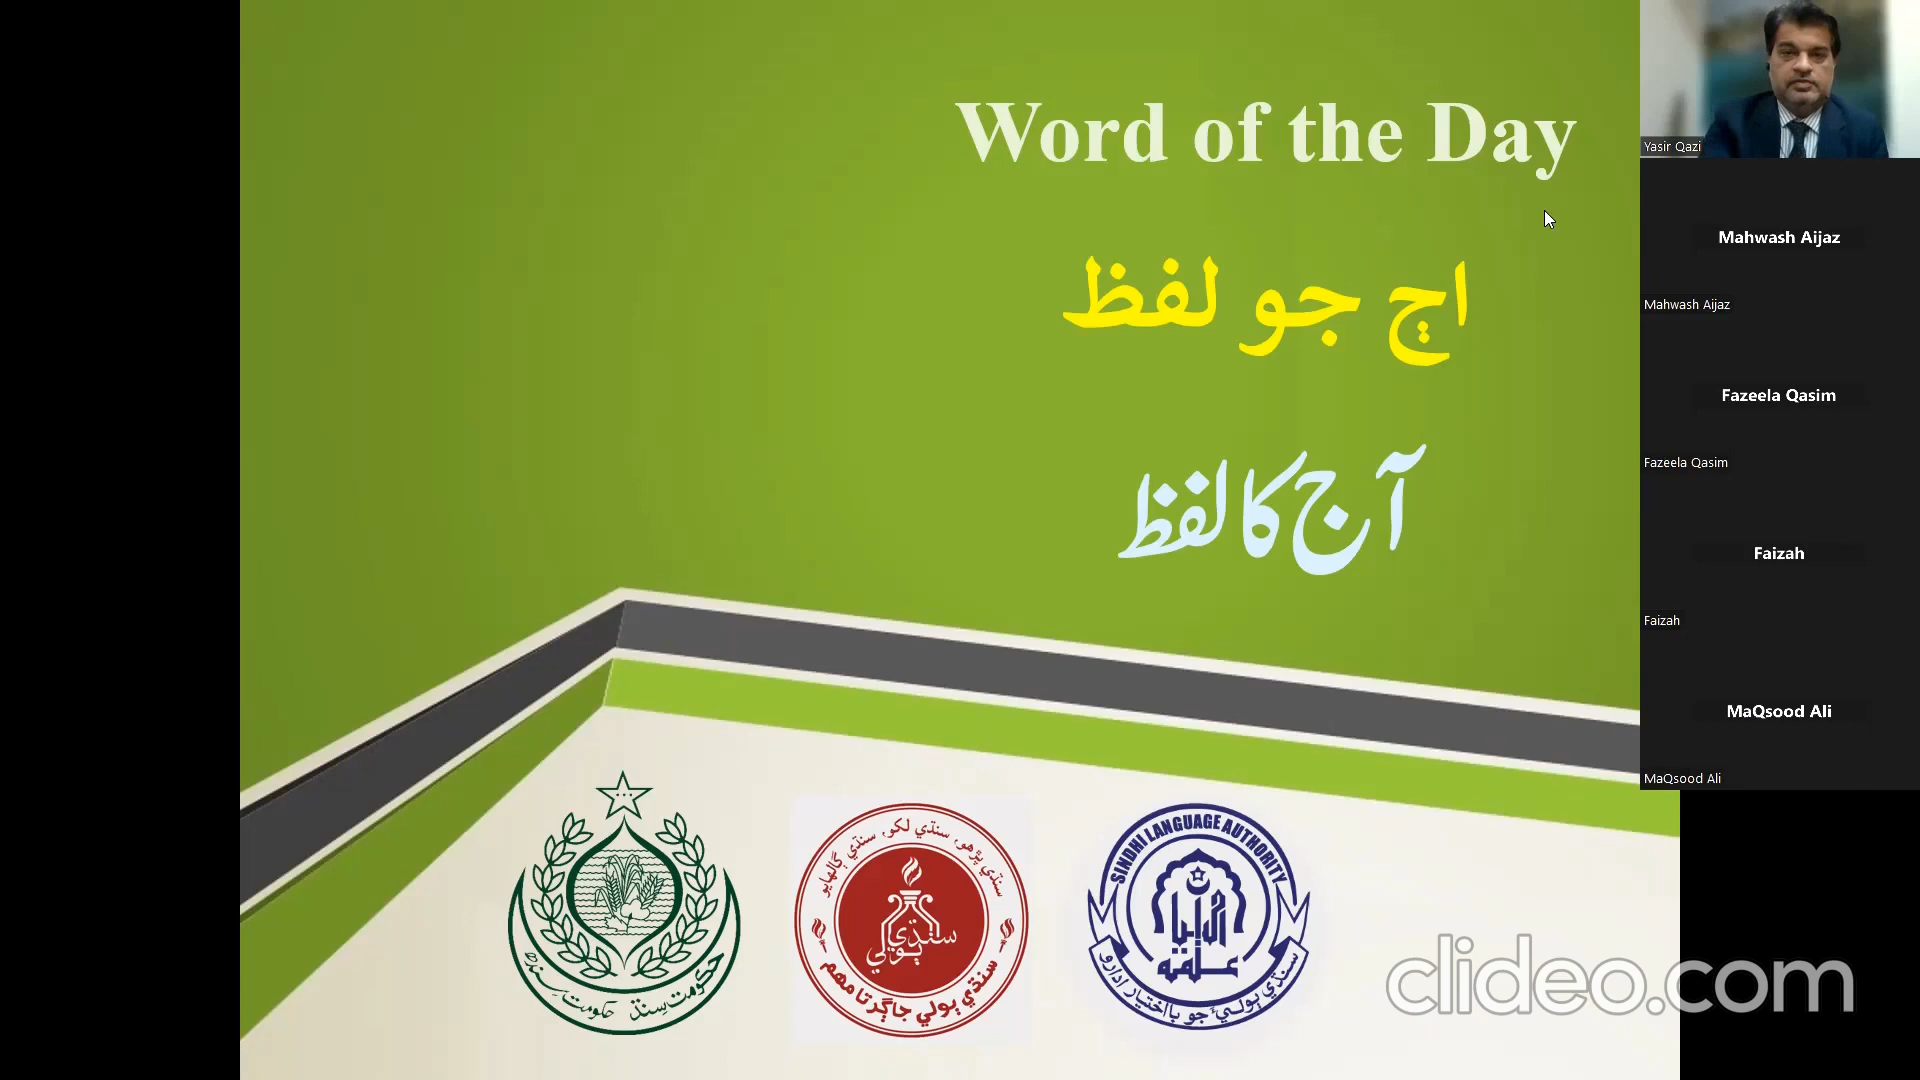 Word of the Day
اڄ جو لفظ
آج کا لفظ
Yasir Qazi
Mahwash Aijaz
Mahwash Aijaz
Fazeela Qasim
Fazeela Qasim
Faizah
Faizah
MaQsood Ali
MaQsood Ali
حڪومت سنڌ حکومت سندھ
سنڌي پڙهو، سنڌي لکو، سنڌي ڳالهايو
سنڌي ٻولي
سنڌي ٻولي جاڳرتا مهم
SINDHI LANGUAGE AUTHORITY
سنڌي ٻوليءَ جو بااختيار ادارو
clideo.com